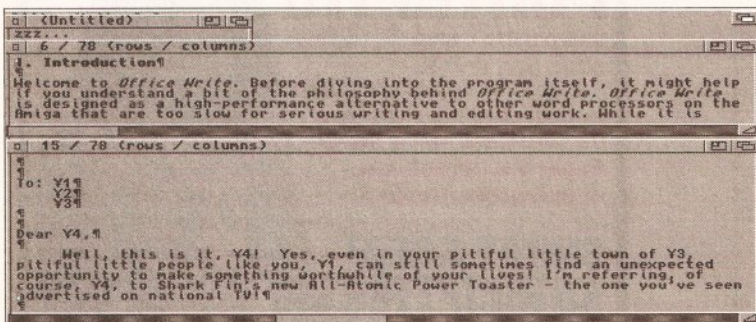 (Untitled)
zzz...
6 / 78 (rows / columns)
1. Introduction¶
¶
Welcome to Office Write. Before diving into the program itself, it might help
if you understand a bit of the philosophy behind Office Write. Office Write
is designed as a high-performance alternative to other word processors on the
Amiga that are too slow for serious writing and editing work. While it is
15 / 78 (rows / columns)
¶
¶
To: Y1¶
Y2¶
Y3¶
¶
¶
Dear Y4,¶
¶
Well, this is it, Y4! Yes, even in your pitiful little town of Y3,
pitiful little people like you, Y1, can still sometimes find an unexpected
opportunity to make something worthwhile of your lives! I'm referring, of
course, Y4, to Shark Fin's new All-Atomic Power Toaster - the one you've seen
advertised on national TV!¶
¶